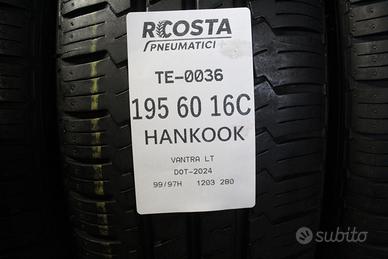 RCOSTA
PNEUMATICI
TE-0036
195 60 16C
HANKOOK
VANTRA LT
DOT-2024
99/97H 1203 280
subito